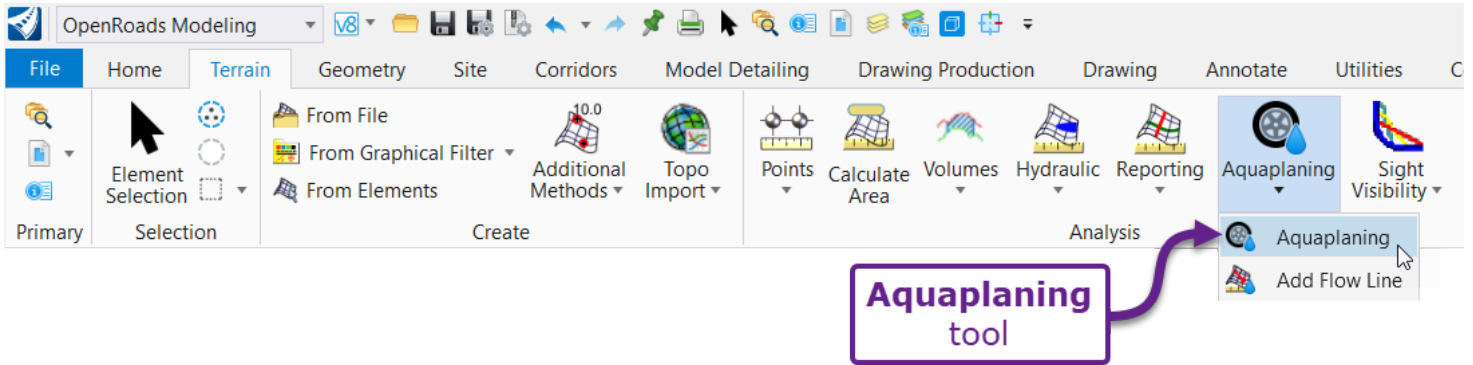 OpenRoads Modeling V8
File Home Terrain Geometry Site Corridors Model Detailing Drawing Production Drawing Annotate Utilities C
From File
From Graphical Filter
From Elements
Element
Selection
10.0
Additional
Methods
Topo
Import
Points
Calculate
Area
Volumes
Hydraulic
Reporting
Aquaplaning
Sight
Visibility
Primary Selection Create Analysis
Aquaplaning
Add Flow Line
Aquaplaning
tool